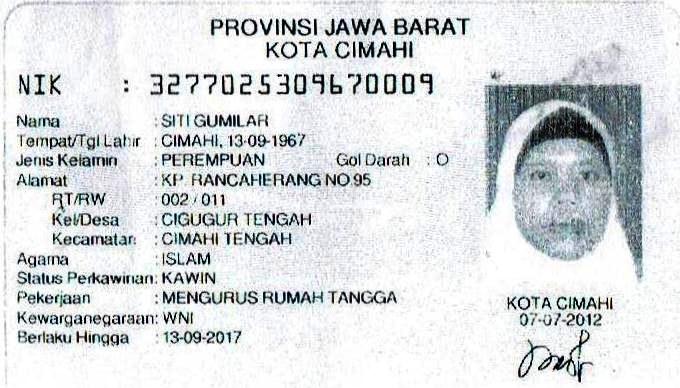 PROVINSI JAWA BARAT
KOTA CIMAHI
NIK : 3277025309670009
Nama : SITI GUMILAR
Tempat/Tgl Lahir : CIMAHI, 13-09-1967
Jenis Kelamin : PEREMPUAN Gol Darah : O
Alamat : KP. RANCAHERANG NO.95
RT/RW : 002 / 011
Kel/Desa : CIGUGUR TENGAH
Kecamatan : CIMAHI TENGAH
Agama : ISLAM
Status Perkawinan: KAWIN
Pekerjaan : MENGURUS RUMAH TANGGA
Kewarganegaraan: WNI
Berlaku Hingga : 13-09-2017
KOTA CIMAHI
07-07-2012